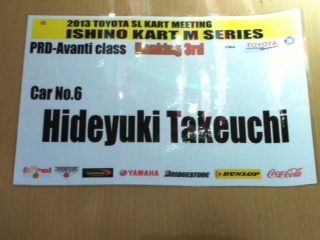 2013 TOYOTA SL KART MEETING
ISHINO KART M SERIES
PRD-Avanti class Ranking 3rd
TOYOTA
Car No.6
Hideyuki Takeuchi
YAMAHA BRIDGESTONE DUNLOP Coca-Cola